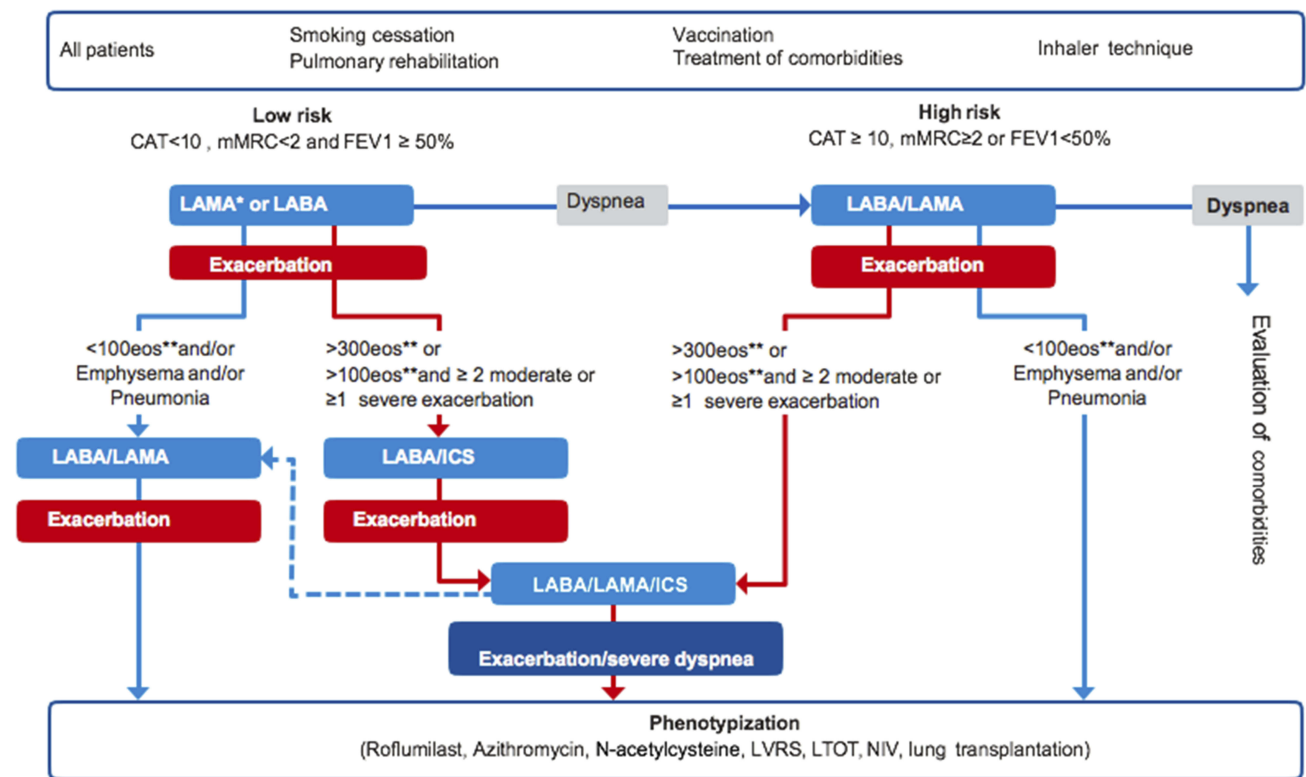 All patients
Smoking cessation
Pulmonary rehabilitation
Vaccination
Treatment of comorbidities
Inhaler technique
Low risk
CAT<10 , mMRC<2 and FEV1 ≥ 50%
High risk
CAT ≥ 10, mMRC≥2 or FEV1<50%
LAMA* or LABA
Dyspnea
LABA/LAMA
Dyspnea
Exacerbation
Exacerbation
<100eos**and/or
Emphysema and/or
Pneumonia
>300eos** or
>100eos**and ≥ 2 moderate or
≥1 severe exacerbation
>300eos** or
>100eos**and ≥ 2 moderate or
≥1 severe exacerbation
<100eos**and/or
Emphysema and/or
Pneumonia
Evaluation of comorbidities
LABA/LAMA
LABA/ICS
Exacerbation
Exacerbation
LABA/LAMA/ICS
Exacerbation/severe dyspnea
Phenotypization
(Roflumilast, Azithromycin, N-acetylcysteine, LVRS, LTOT, NIV, lung transplantation)